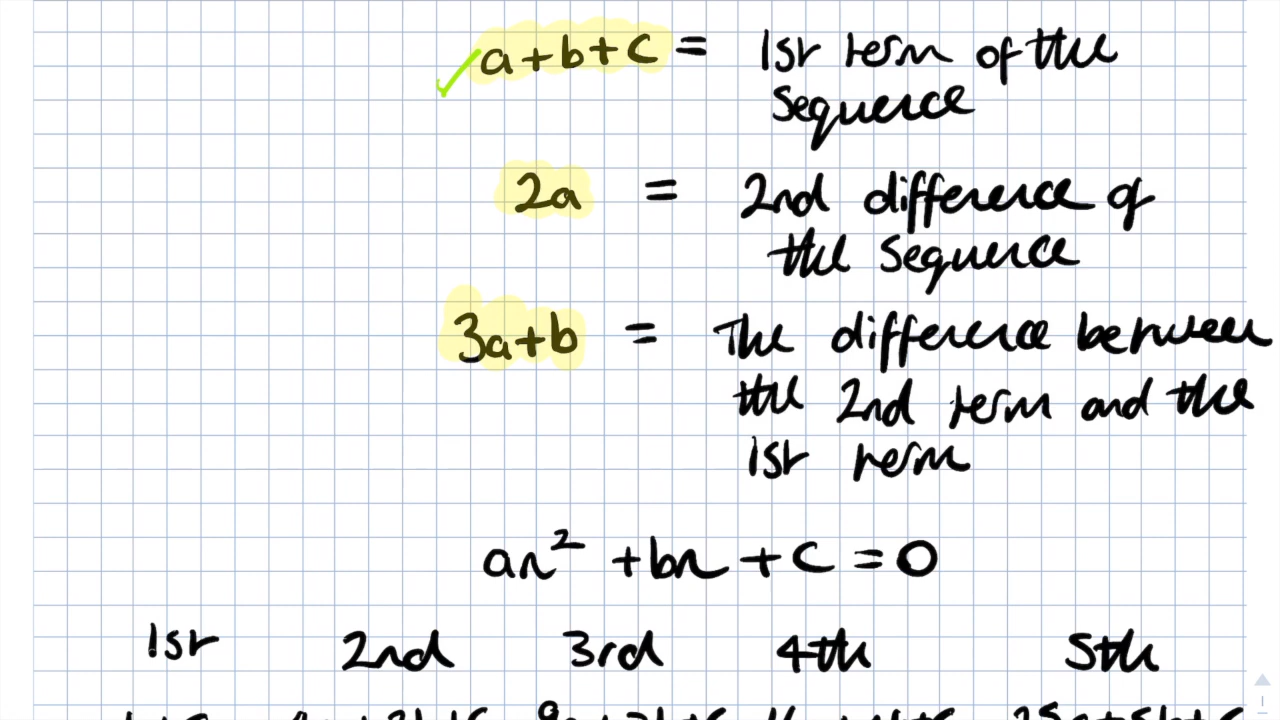 a+b+c = 1st term of the
sequence
2a = 2nd difference of
the sequence
3a+b = The difference between
the 2nd term and the
1st term
an² +bn + c = 0
1st 2nd 3rd 4th 5th